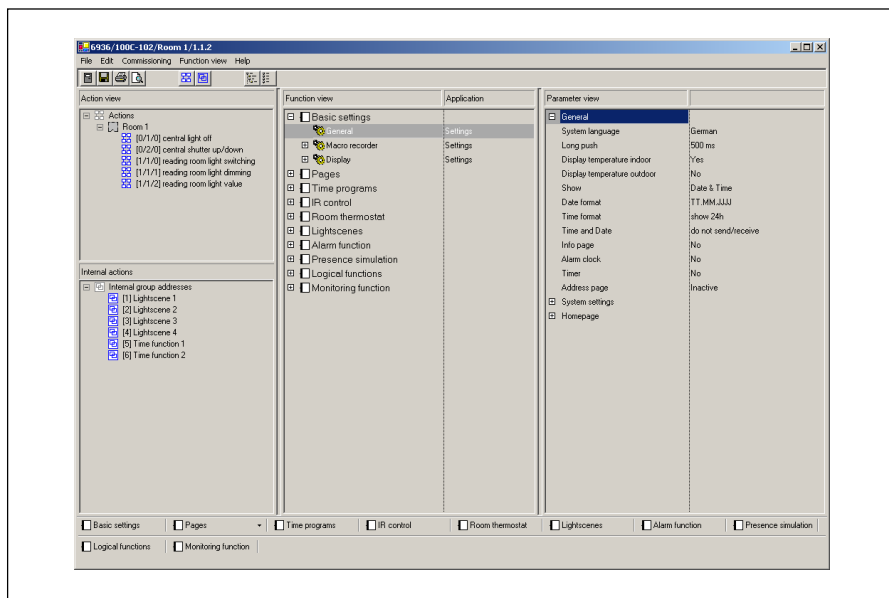 6936/100C-102/Room 1/1.1.2
File Edit Commissioning Function view Help
Action view
Actions
Room 1
[0/1/0] central light off
[0/2/0] central shutter up/down
[1/1/0] reading room light switching
[1/1/1] reading room light dimming
[1/1/2] reading room light value
Internal actions
Internal group addresses
[1] Lightscene 1
[2] Lightscene 2
[3] Lightscene 3
[4] Lightscene 4
[5] Time function 1
[6] Time function 2
Function view Application
Basic settings
General Settings
Macro recorder Settings
Display Settings
Pages
Time programs
IR control
Room thermostat
Lightscenes
Alarm function
Presence simulation
Logical functions
Monitoring function
Parameter view
General
System language German
Long push 500 ms
Display temperature indoor Yes
Display temperature outdoor No
Show Date & Time
Date format TT.MM.JJJJ
Time format show 24h
Time and Date do not send/receive
Info page No
Alarm clock No
Timer No
Address page Inactive
System settings
Homepage
Basic settings Pages Time programs IR control Room thermostat Lightscenes Alarm function Presence simulation
Logical functions Monitoring function